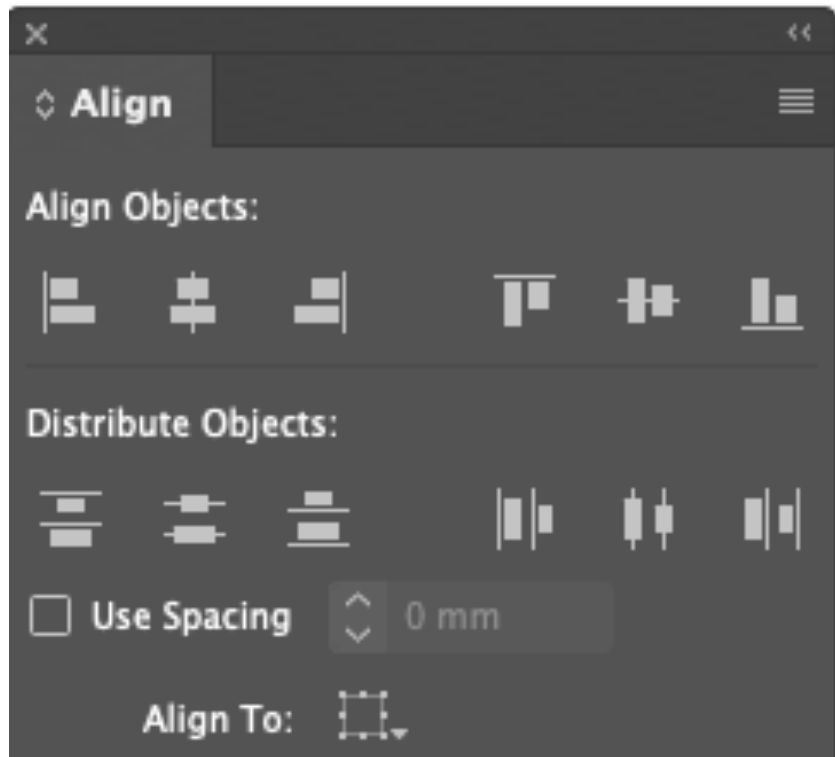 Align
Align Objects:
Distribute Objects:
Use Spacing 0 mm
Align To: